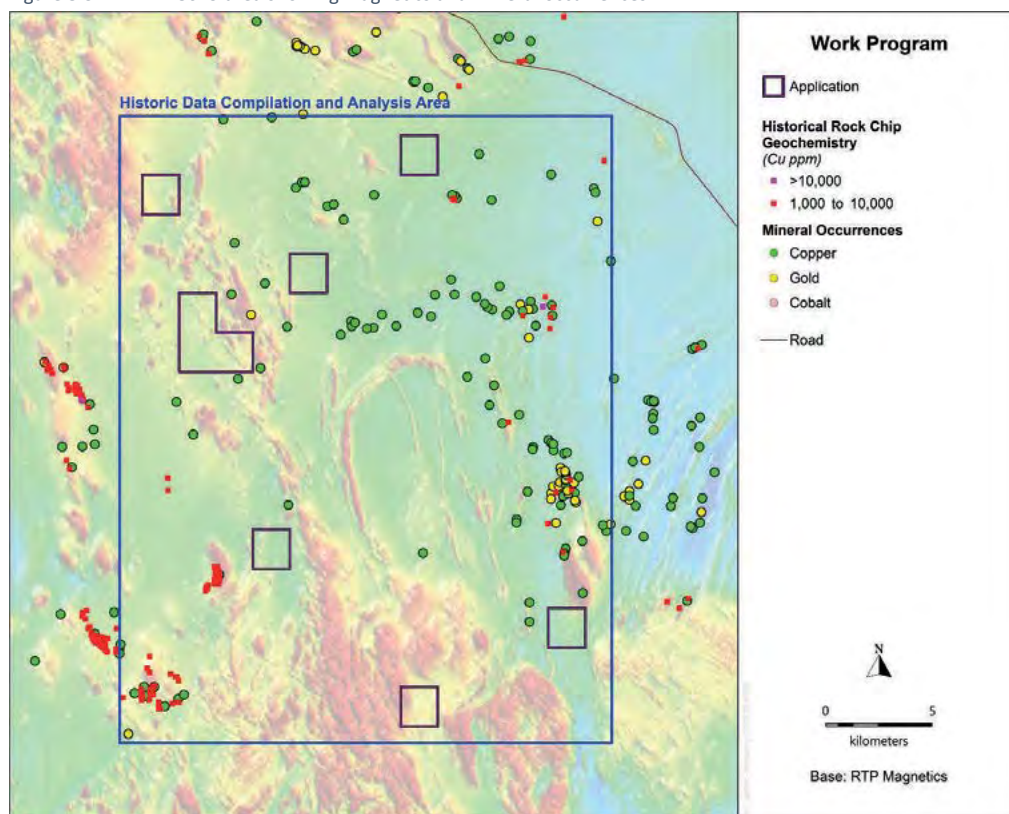 Work Program
Historic Data Compilation and Analysis Area
Application
Historical Rock Chip
Geochemistry
(Cu ppm)
>10,000
1,000 to 10,000
Mineral Occurrences
Copper
Gold
Cobalt
Road
N
0 5
kilometers
Base: RTP Magnetics